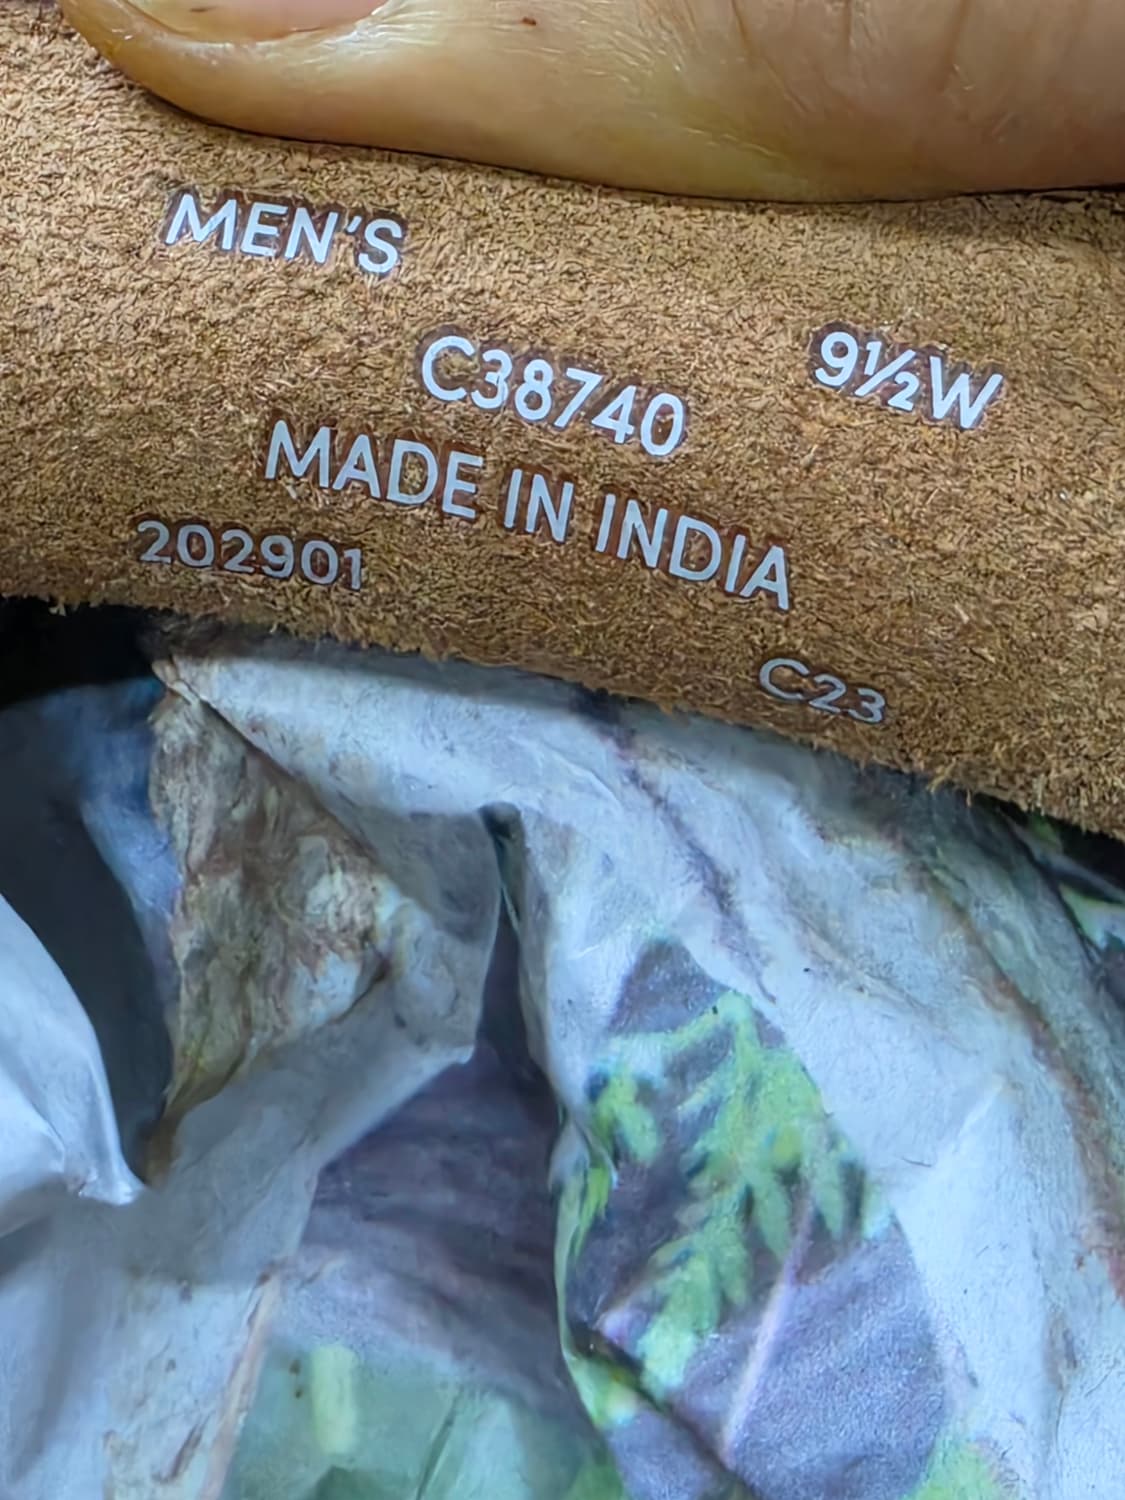 MEN'S
9½W
C38740
MADE IN INDIA
202901
C23